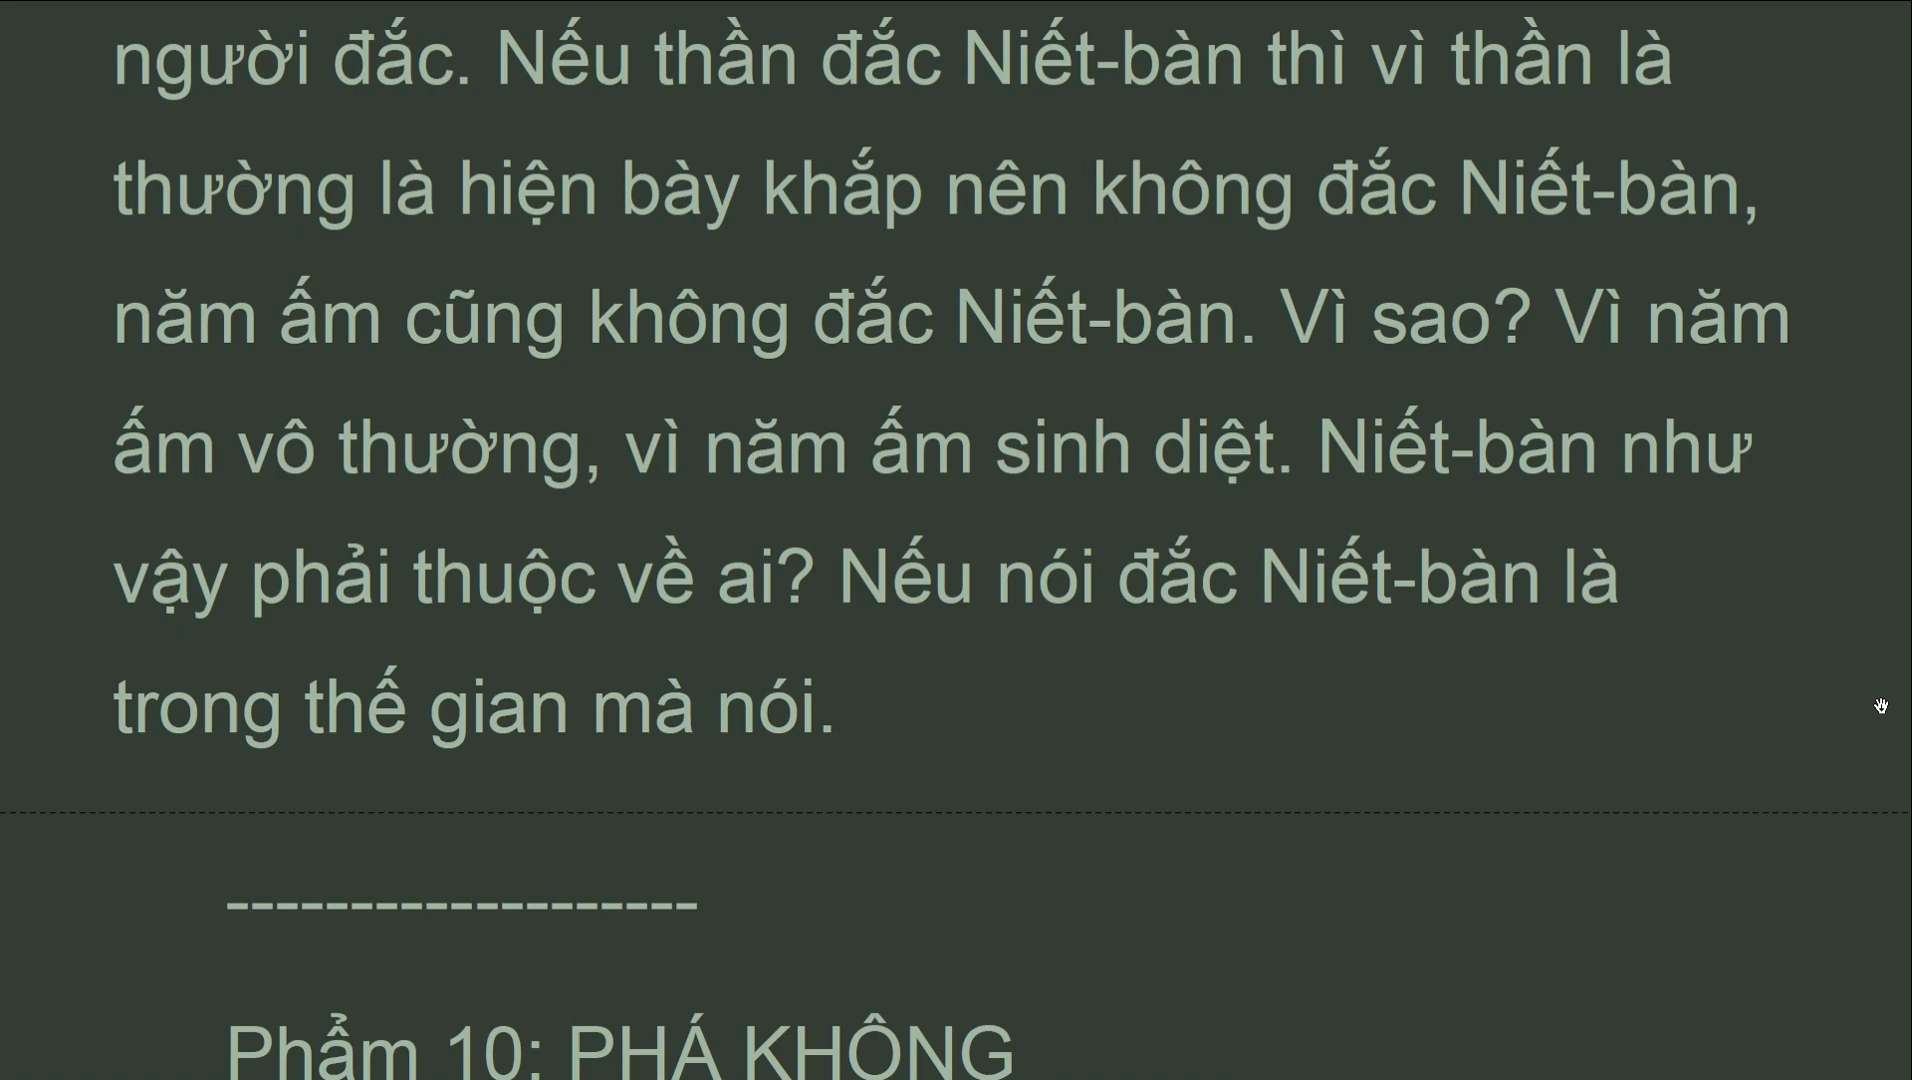 người đắc. Nếu thần đắc Niết-bàn thì vì thần là
thường là hiện bày khắp nên không đắc Niết-bàn,
năm ấm cũng không đắc Niết-bàn. Vì sao? Vì năm
ấm vô thường, vì năm ấm sinh diệt. Niết-bàn như
vậy phải thuộc về ai? Nếu nói đắc Niết-bàn là
trong thế gian mà nói.
-------------------
Phẩm 10: PHÁ KHÔNG